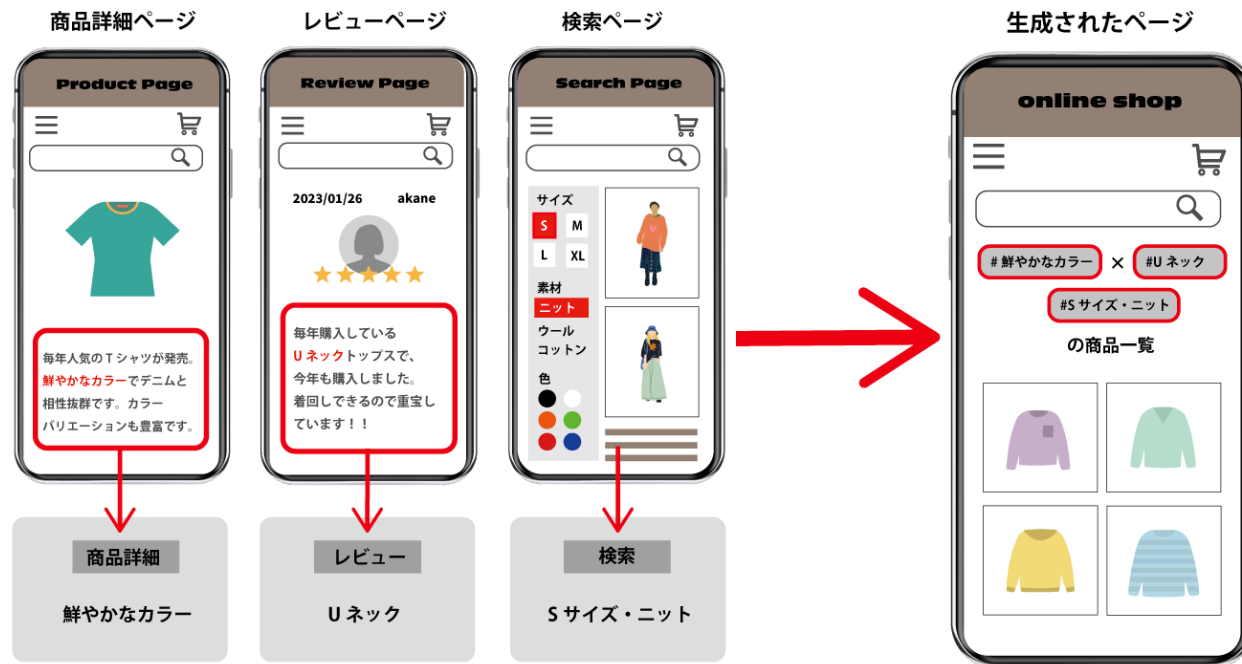 商品詳細ページ
Product Page
毎年人気のTシャツが発売。
鮮やかなカラーでデニムと
相性抜群です。カラー
バリエーションも豊富です。
商品詳細
鮮やかなカラー
レビューページ
Review Page
2023/01/26 akane
毎年購入している
Uネックトップスで、
今年も購入しました。
着回しできるので重宝し
ています！！
レビュー
Uネック
検索ページ
Search Page
サイズ
S M
L XL
素材
ニット
ウール
コットン
色
検索
Sサイズ・ニット
生成されたページ
online shop
#鮮やかなカラー × #Uネック
#Sサイズ・ニット
の商品一覧